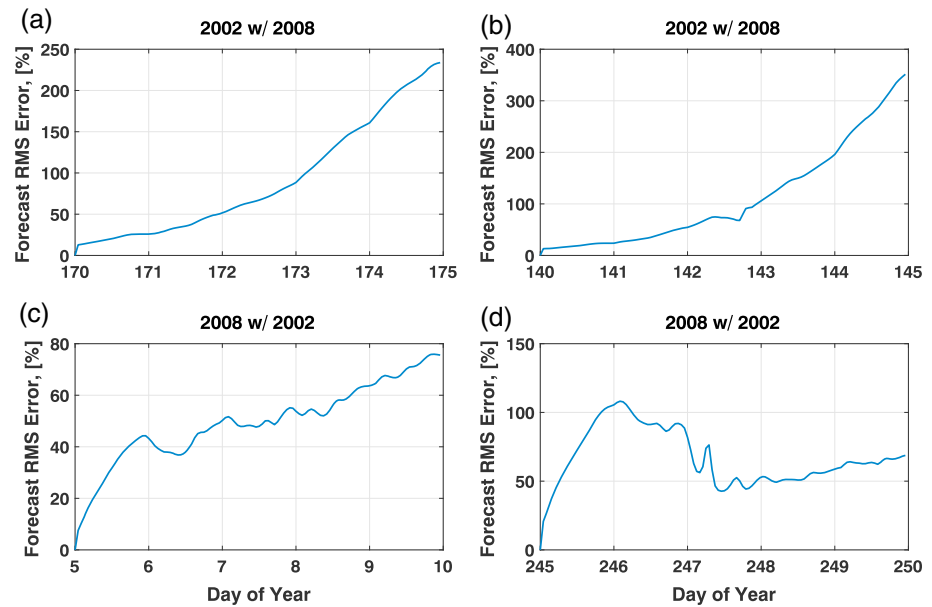 (a)
2002 w/ 2008
Forecast RMS Error, [%]
250
200
150
100
50
0
170 171 172 173 174 175
(b)
2002 w/ 2008
Forecast RMS Error, [%]
400
300
200
100
0
140 141 142 143 144 145
(c)
2008 w/ 2002
Forecast RMS Error, [%]
80
60
40
20
0
5 6 7 8 9 10
Day of Year
(d)
2008 w/ 2002
Forecast RMS Error, [%]
150
100
50
0
245 246 247 248 249 250
Day of Year